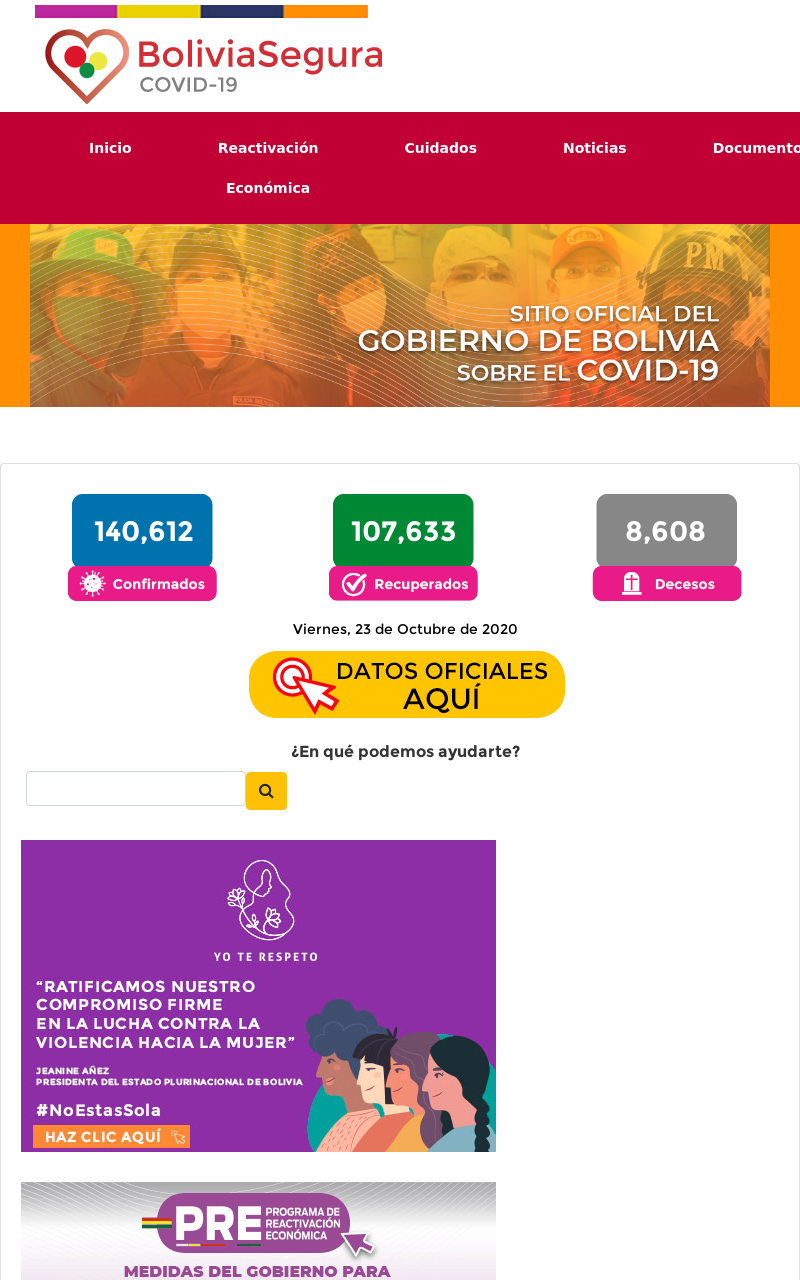 BoliviaSegura
COVID-19
Inicio
Reactivación
Económica
Cuidados
Noticias
Documento
PM
SITIO OFICIAL DEL
GOBIERNO DE BOLIVIA
SOBRE EL COVID-19
140,612
Confirmados
107,633
Recuperados
8,608
Decesos
Viernes, 23 de Octubre de 2020
DATOS OFICIALES
AQUÍ
¿En qué podemos ayudarte?
YO TE RESPETO
“RATIFICAMOS NUESTRO
COMPROMISO FIRME
EN LA LUCHA CONTRA LA
VIOLENCIA HACIA LA MUJER”
JEANINE AÑEZ
PRESIDENTA DEL ESTADO PLURINACIONAL DE BOLIVIA
#NoEstasSola
HAZ CLIC AQUÍ
PRE
PROGRAMA DE
REACTIVACIÓN
ECONÓMICA
MEDIDAS DEL GOBIERNO PARA